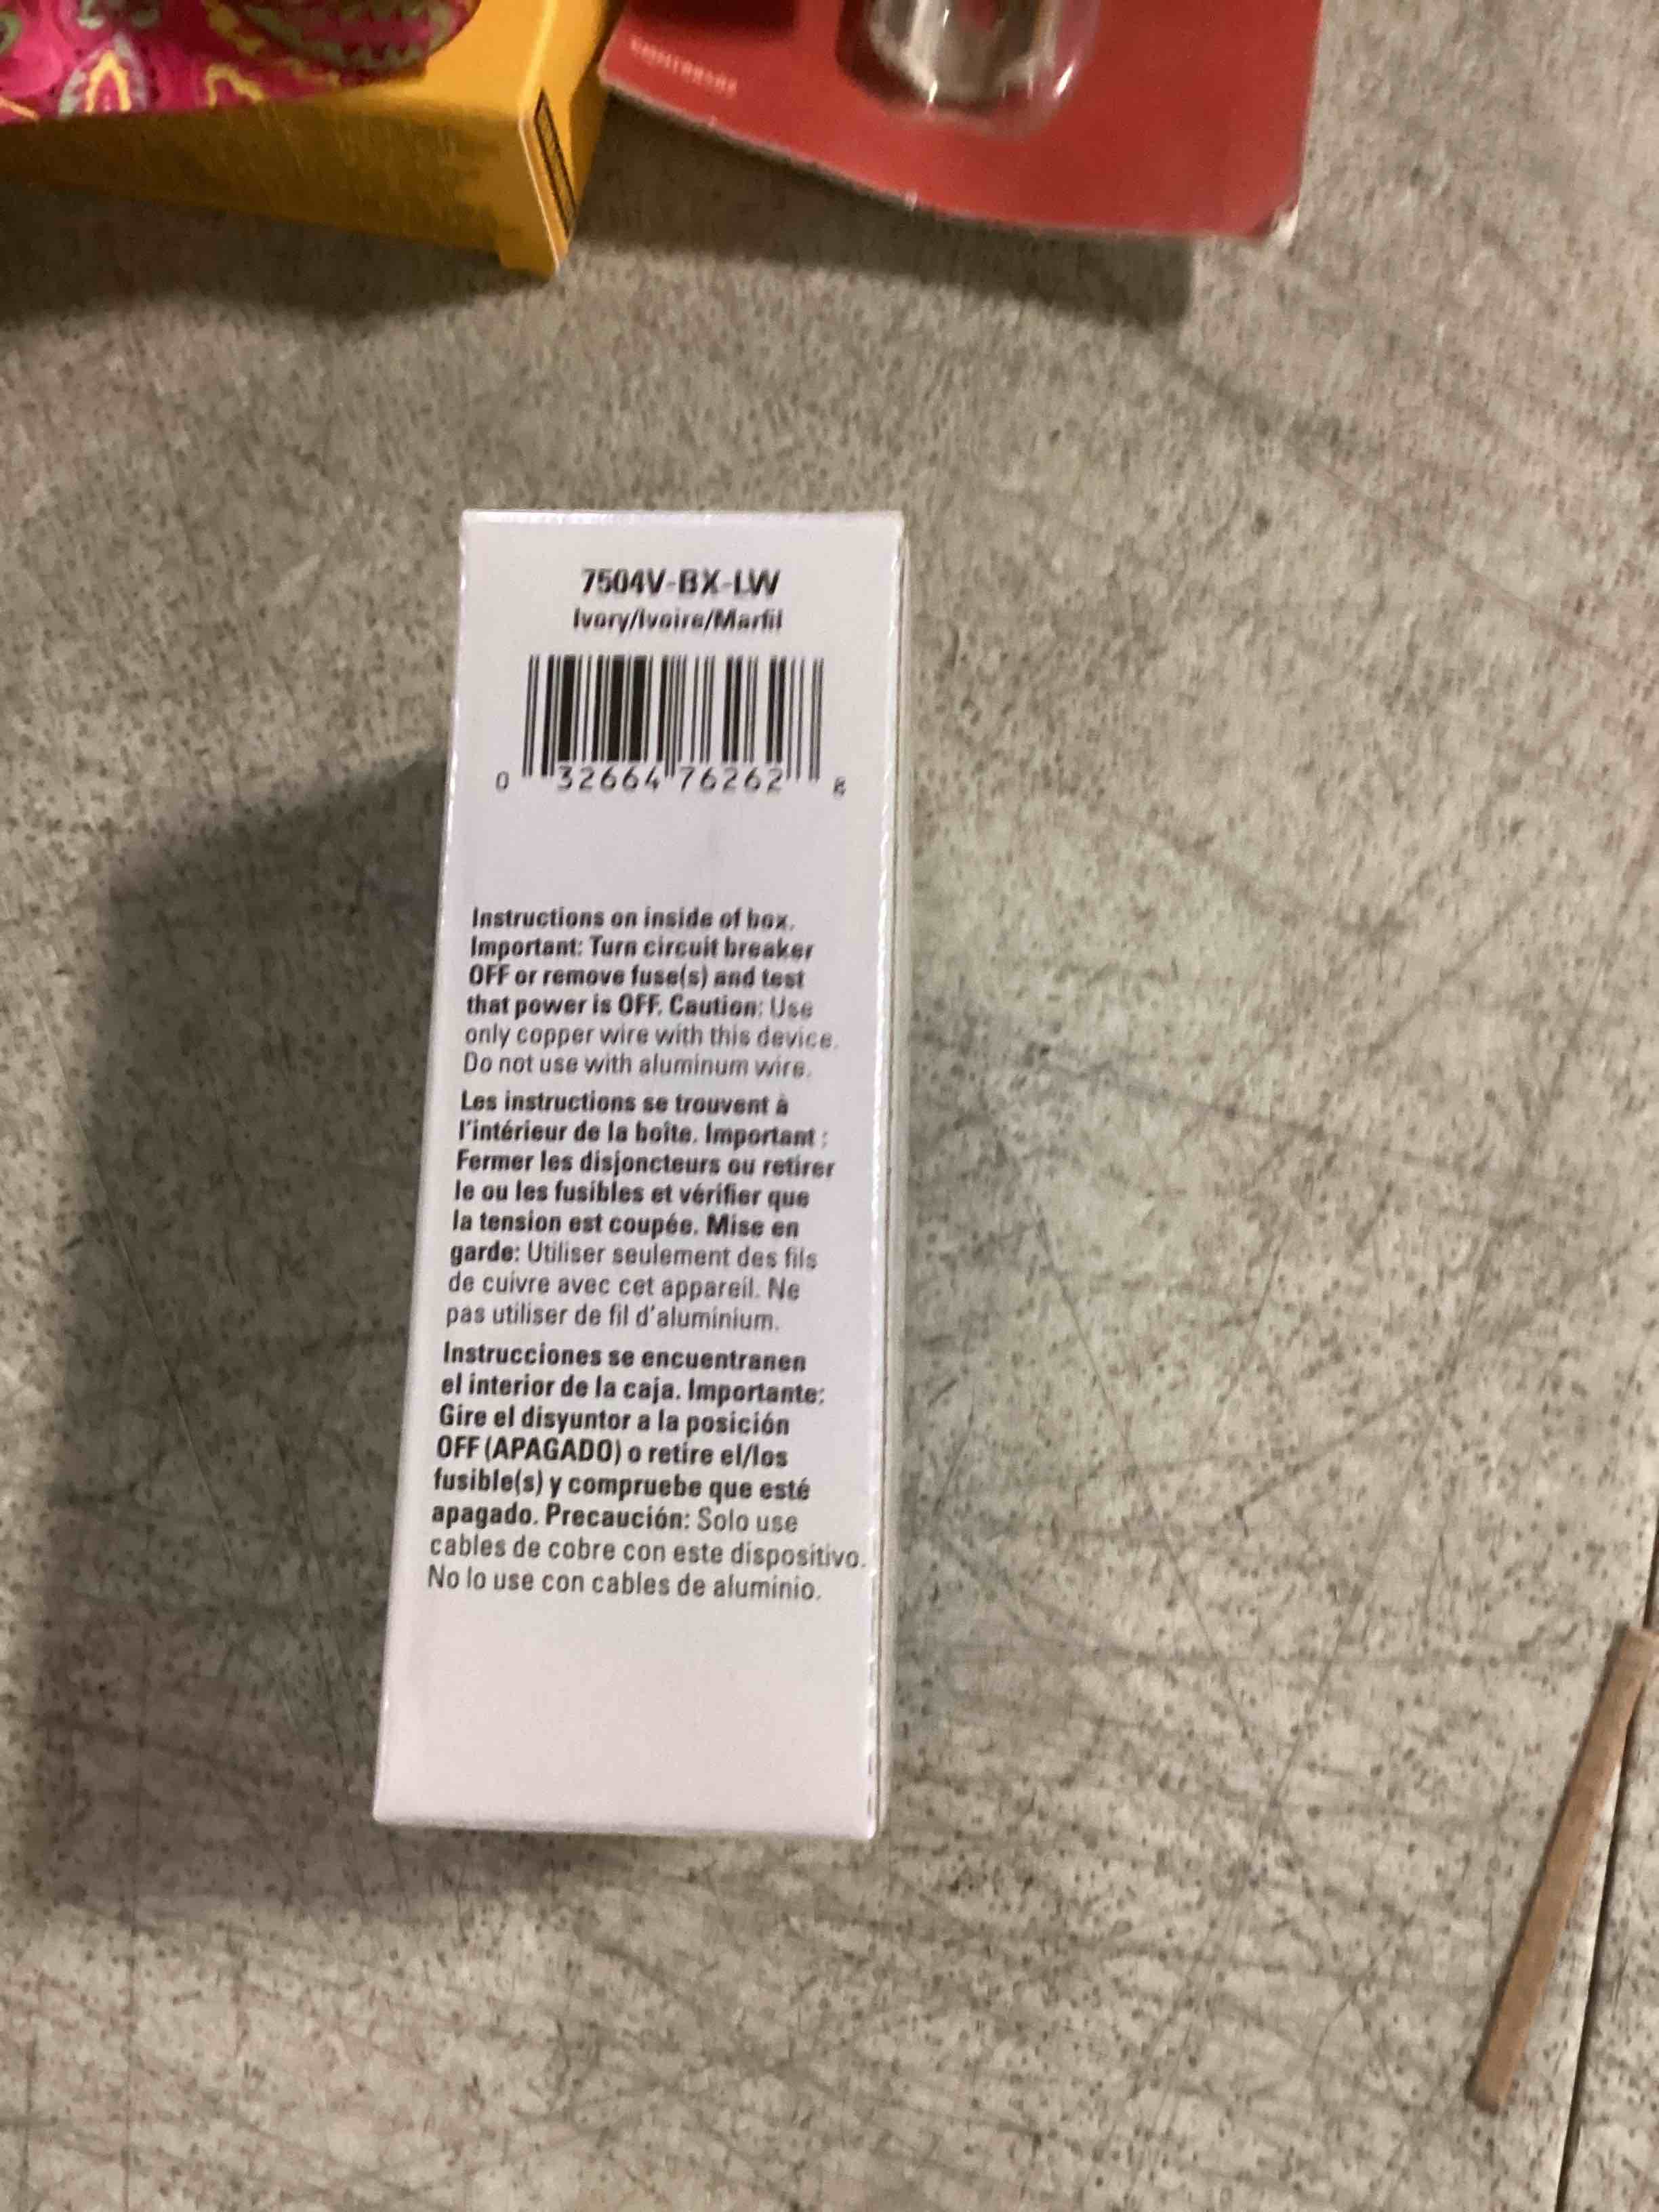 7504V-BX-LW
Ivory/Ivoire/Marfil
0 32664 76262 8
Instructions on inside of box.
Important: Turn circuit breaker
OFF or remove fuse(s) and test
that power is OFF. Caution: Use
only copper wire with this device.
Do not use with aluminum wire.
Les instructions se trouvent à
l'intérieur de la boîte. Important :
Fermer les disjoncteurs ou retirer
le ou les fusibles et vérifier que
la tension est coupée. Mise en
garde: Utiliser seulement des fils
de cuivre avec cet appareil. Ne
pas utiliser de fil d'aluminium.
Instrucciones se encuentranen
el interior de la caja. Importante:
Gire el disyuntor a la posición
OFF (APAGADO) o retire el/los
fusible(s) y compruebe que esté
apagado. Precaución: Solo use
cables de cobre con este dispositivo.
No lo use con cables de aluminio.